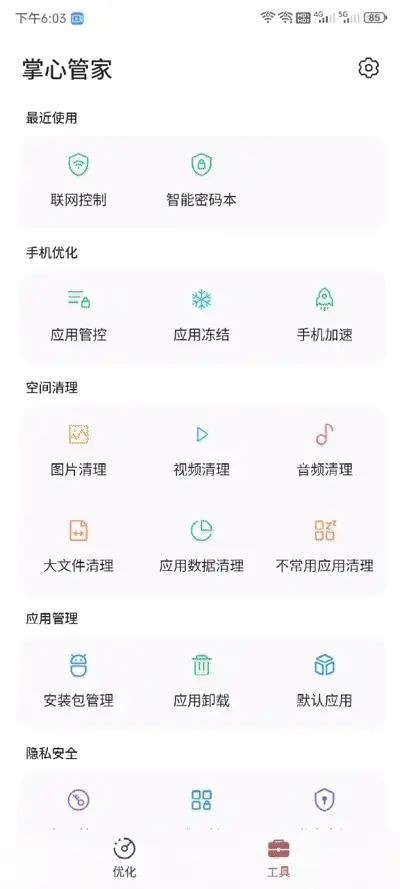 下午6:03
4G 5G 85
掌心管家
最近使用
联网控制 智能密码本
手机优化
应用管控 应用冻结 手机加速
空间清理
图片清理 视频清理 音频清理
大文件清理 应用数据清理 不常用应用清理
应用管理
安装包管理 应用卸载 默认应用
隐私安全
优化 工具